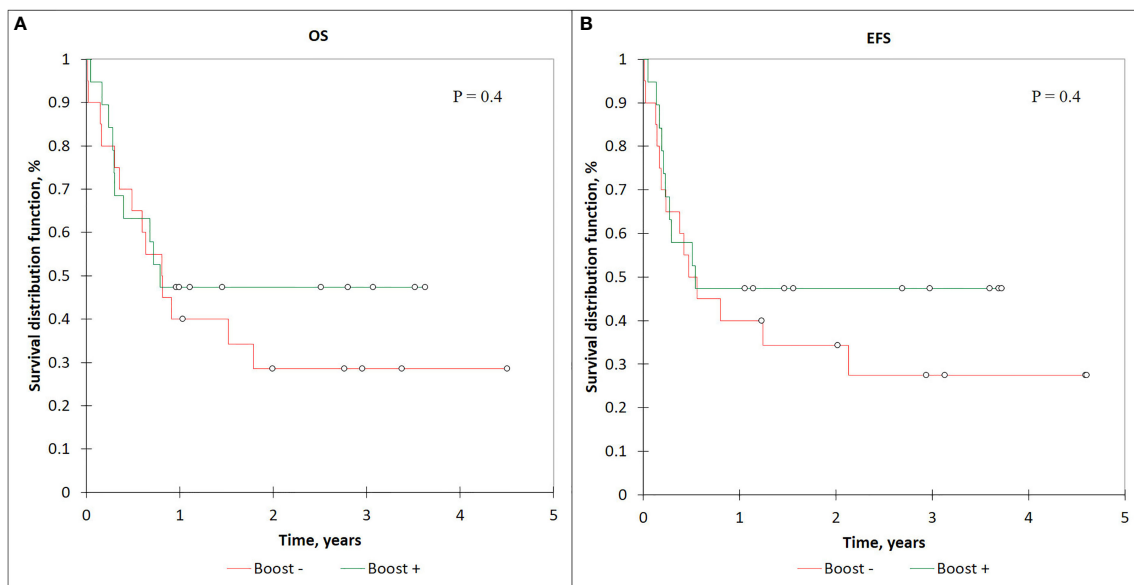 A
OS
1
0.9
0.8
0.7
0.6
0.5
0.4
0.3
0.2
0.1
0
P = 0.4
Survival distribution function, %
0 1 2 3 4 5
Time, years
Boost - Boost +
B
EFS
1
0.9
0.8
0.7
0.6
0.5
0.4
0.3
0.2
0.1
0
P = 0.4
Survival distribution function, %
0 1 2 3 4 5
Time, years
Boost - Boost +